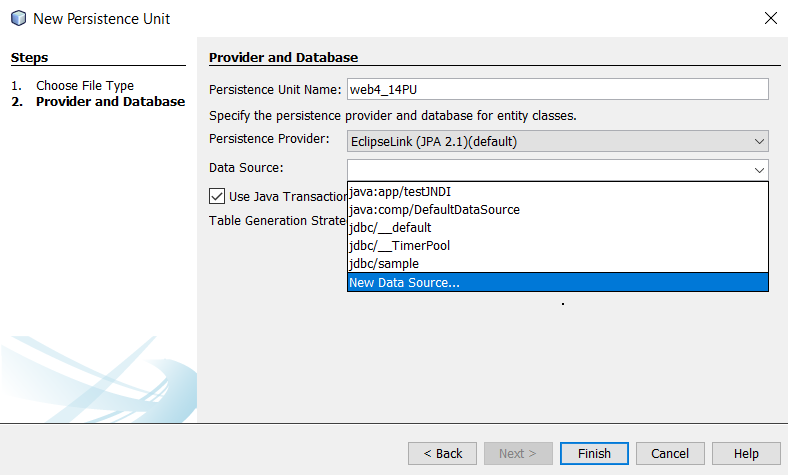 New Persistence Unit
Steps
1. Choose File Type
2. Provider and Database
Provider and Database
Persistence Unit Name: web4_14PU
Specify the persistence provider and database for entity classes.
Persistence Provider: EclipseLink (JPA 2.1)(default)
Data Source:
Use Java Transaction
Table Generation Strate
java:app/testJNDI
java:comp/DefaultDataSource
jdbc/__default
jdbc/__TimerPool
jdbc/sample
New Data Source...
< Back Next > Finish Cancel Help